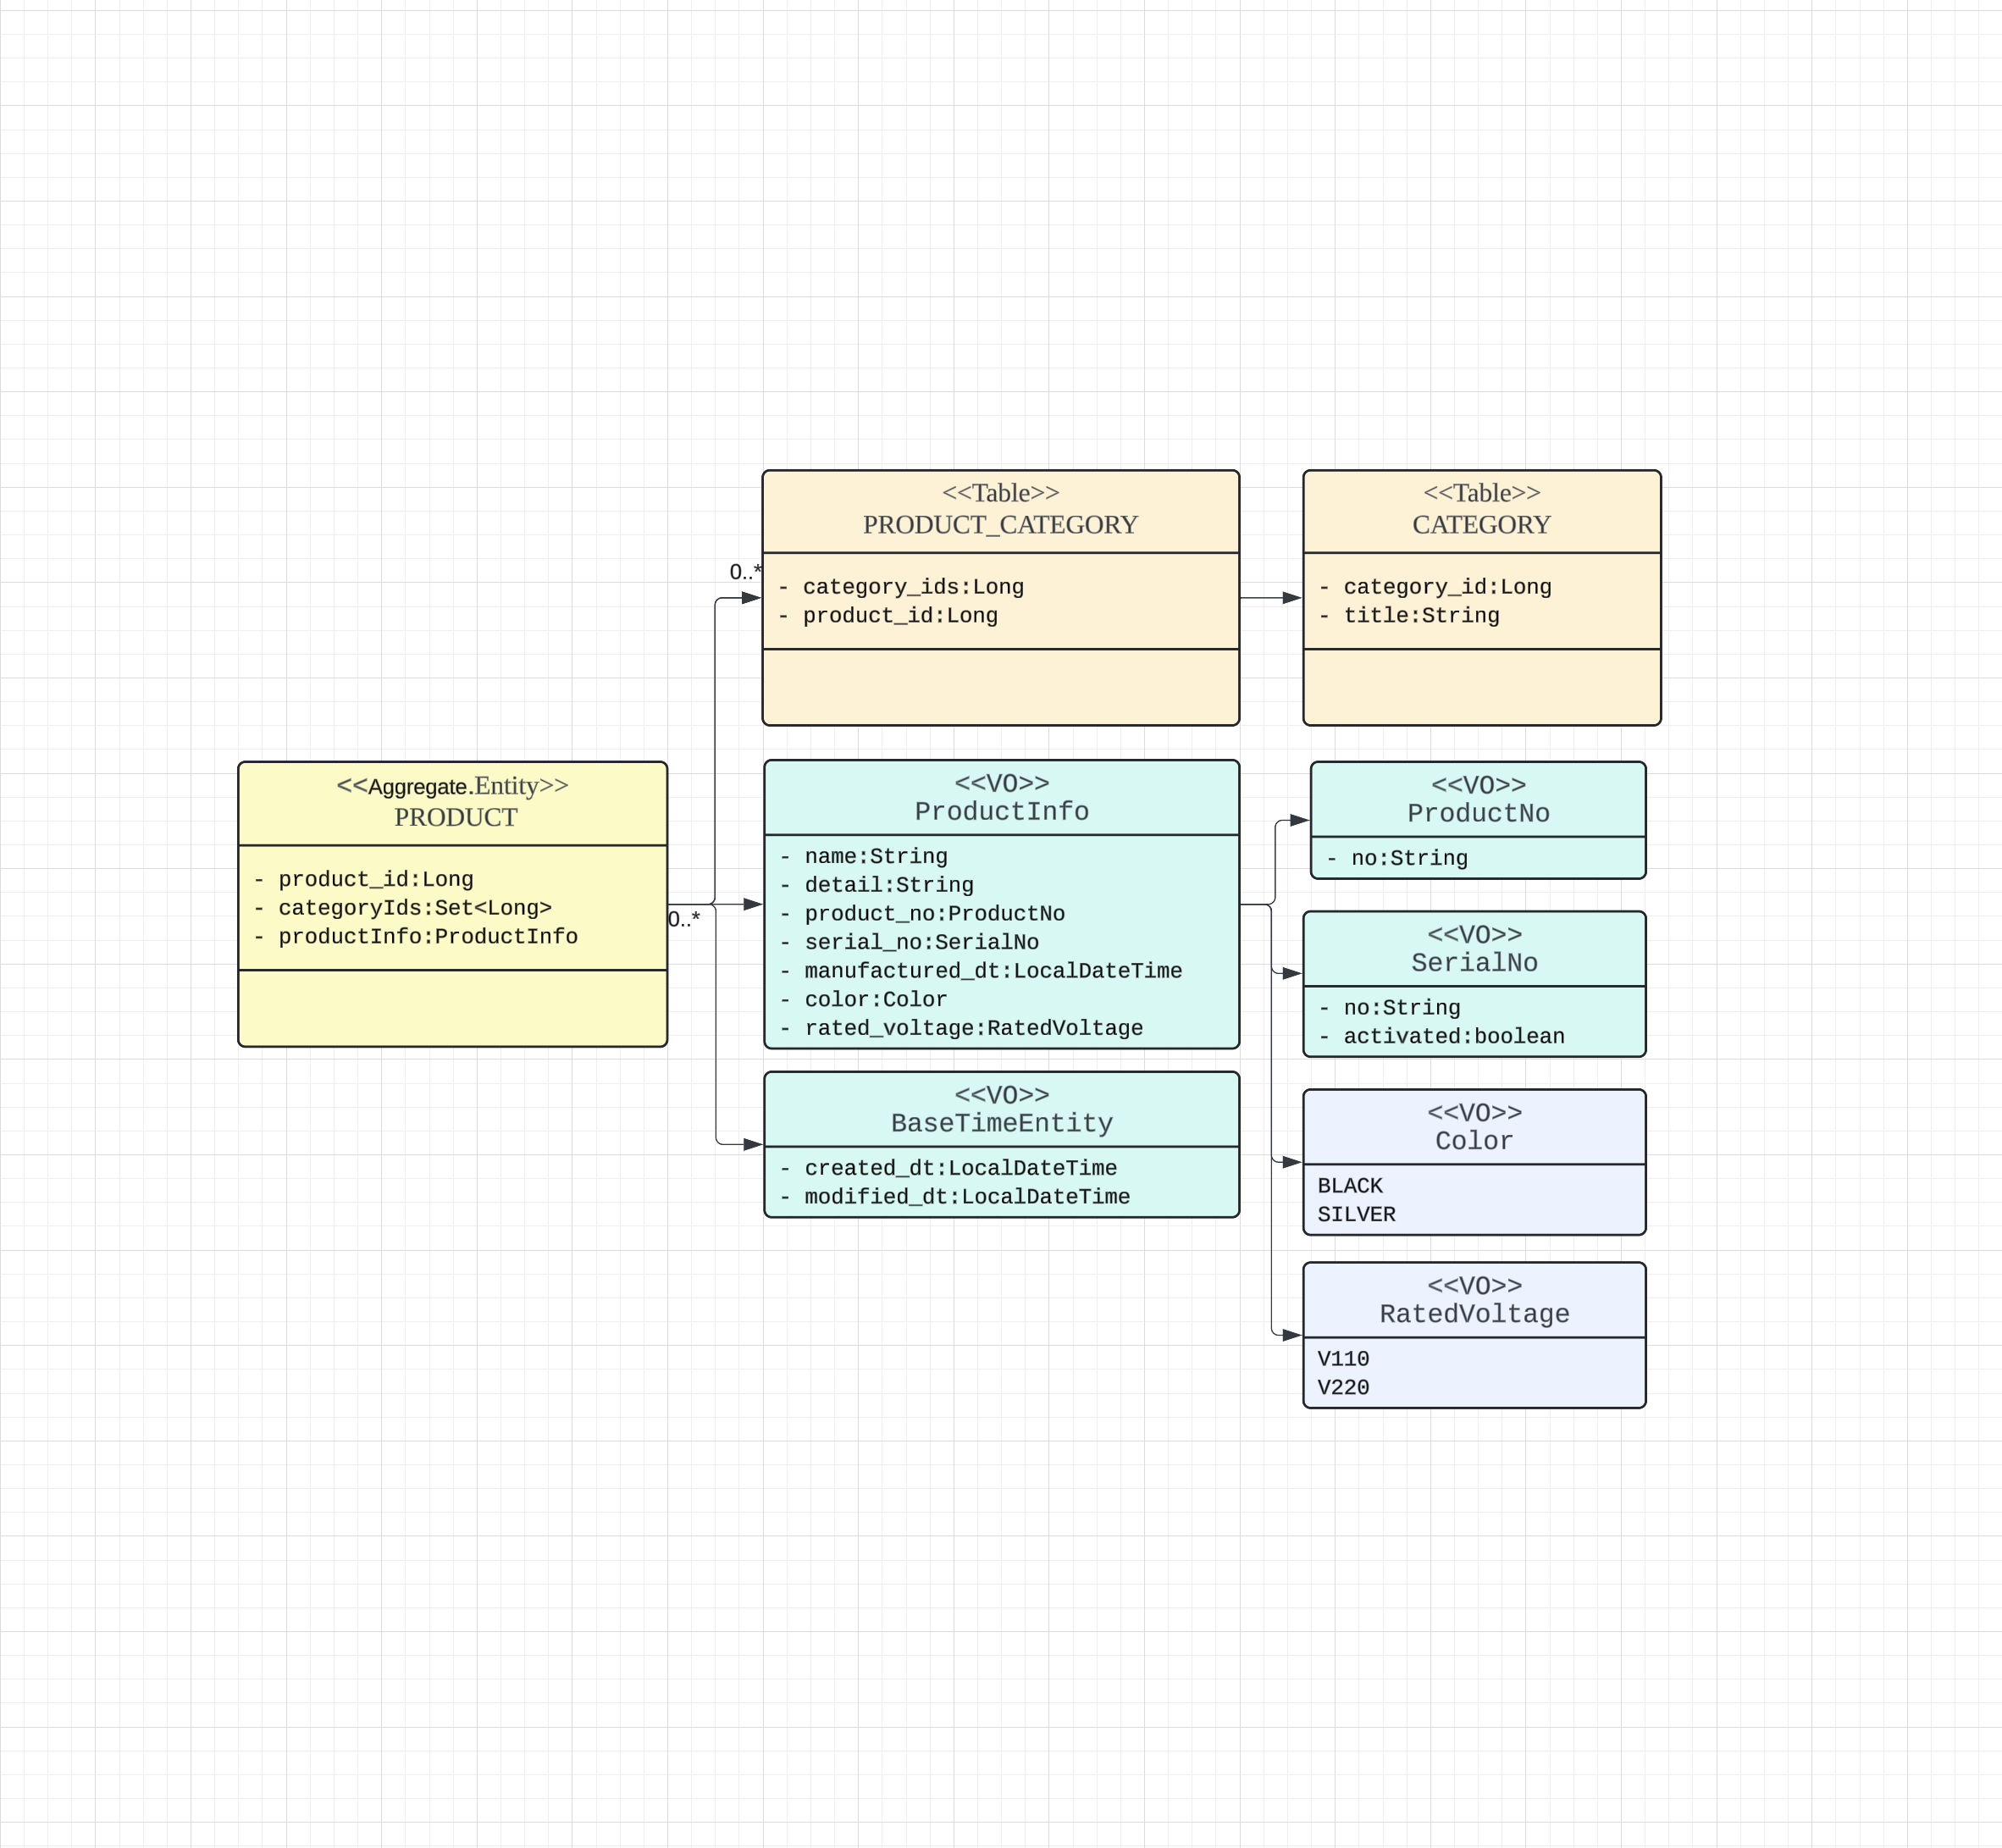 <<Table>>
PRODUCT_CATEGORY
0..*
- category_ids:Long
- product_id:Long
<<Table>>
CATEGORY
- category_id:Long
- title:String
<<Aggregate.Entity>>
PRODUCT
- product_id:Long
- categoryIds:Set<Long>
- productInfo:ProductInfo
0..*
<<VO>>
ProductInfo
- name:String
- detail:String
- product_no:ProductNo
- serial_no:SerialNo
- manufactured_dt:LocalDateTime
- color:Color
- rated_voltage:RatedVoltage
<<VO>>
BaseTimeEntity
- created_dt:LocalDateTime
- modified_dt:LocalDateTime
<<VO>>
ProductNo
- no:String
<<VO>>
SerialNo
- no:String
- activated:boolean
<<VO>>
Color
BLACK
SILVER
<<VO>>
RatedVoltage
V110
V220